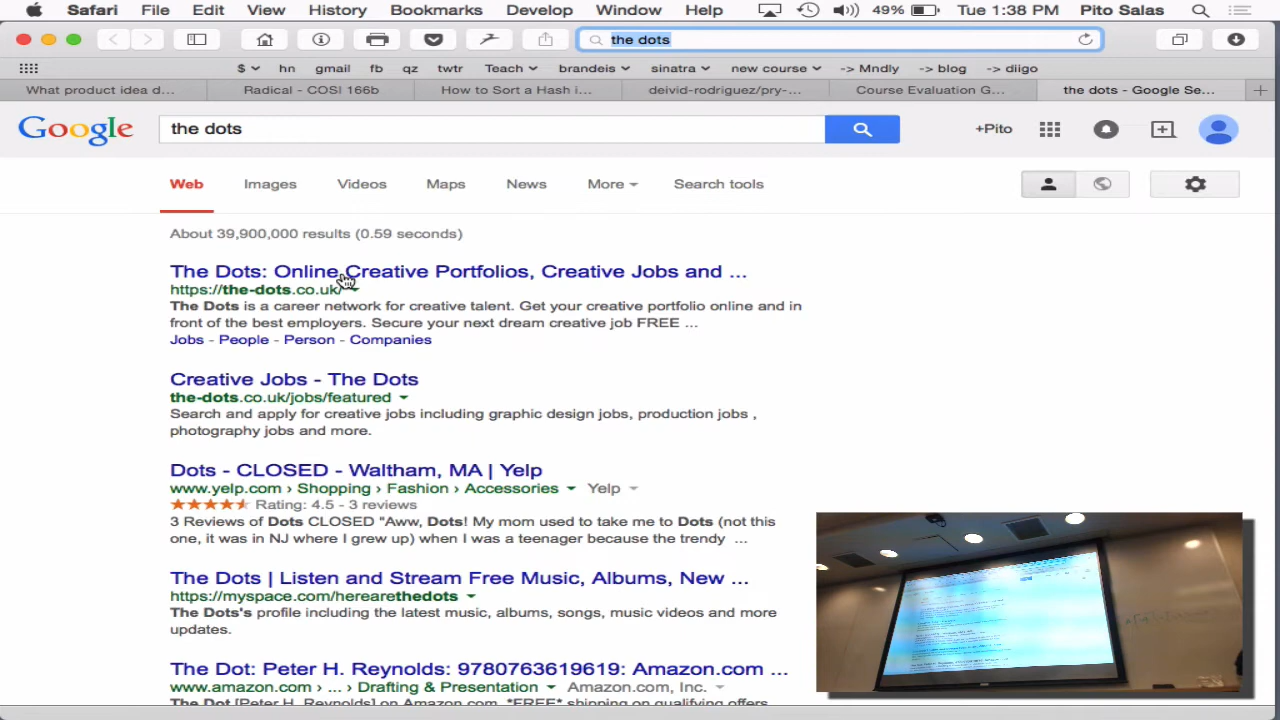 Safari File Edit View History Bookmarks Develop Window Help 49% Tue 1:38 PM Pito Salas
the dots
$ hn gmail fb qz twtr Teach brandeis sinatra new course -> Mndly -> blog -> diigo
What product idea d... Radical - COSI 166b How to Sort a Hash i... deivid-rodriguez/pry-... Course Evaluation G... the dots - Google Se...
Google the dots +Pito
Web Images Videos Maps News More Search tools
About 39,900,000 results (0.59 seconds)
The Dots: Online Creative Portfolios, Creative Jobs and ...
https://the-dots.co.uk/
The Dots is a career network for creative talent. Get your creative portfolio online and in
front of the best employers. Secure your next dream creative job FREE ...
Jobs - People - Person - Companies
Creative Jobs - The Dots
the-dots.co.uk/jobs/featured
Search and apply for creative jobs including graphic design jobs, production jobs ,
photography jobs and more.
Dots - CLOSED - Waltham, MA | Yelp
www.yelp.com › Shopping › Fashion › Accessories Yelp
Rating: 4.5 - 3 reviews
3 Reviews of Dots CLOSED "Aww, Dots! My mom used to take me to Dots (not this
one, it was in NJ where I grew up) when I was a teenager because the trendy ...
The Dots | Listen and Stream Free Music, Albums, New ...
https://myspace.com/herearethedots
The Dots's profile including the latest music, albums, songs, music videos and more
updates.
The Dot: Peter H. Reynolds: 9780763619619: Amazon.com ...
www.amazon.com › ... › Drafting & Presentation Amazon.com, Inc.
The Dot [Peter H. Reynolds] on Amazon.com. *FREE* shipping on qualifying offers.